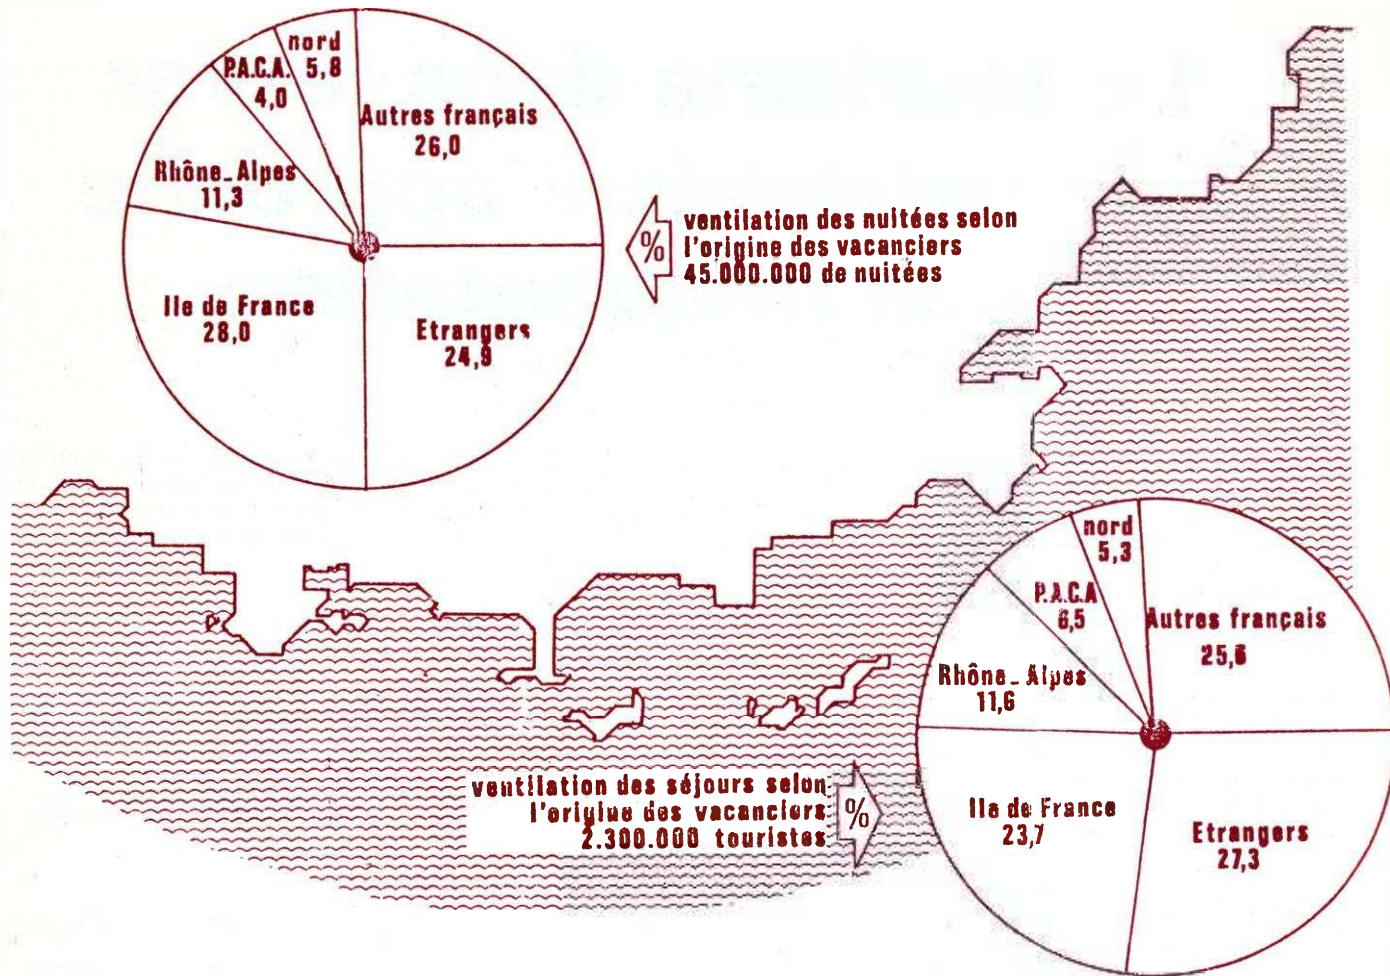 nord
5,8
P.A.C.A.
4,0
Autres français
26,0
Rhône_Alpes
11,3
Ile de France
28,0
Etrangers
24,9
%
ventilation des nuitées selon
l'origine des vacanciers
45.000.000 de nuitées
nord
5,3
P.A.C.A
6,5
Autres français
25,6
Rhône_Alpes
11,6
Ile de France
23,7
Etrangers
27,3
ventilation des séjours selon
l'origine des vacanciers
2.300.000 touristes
%